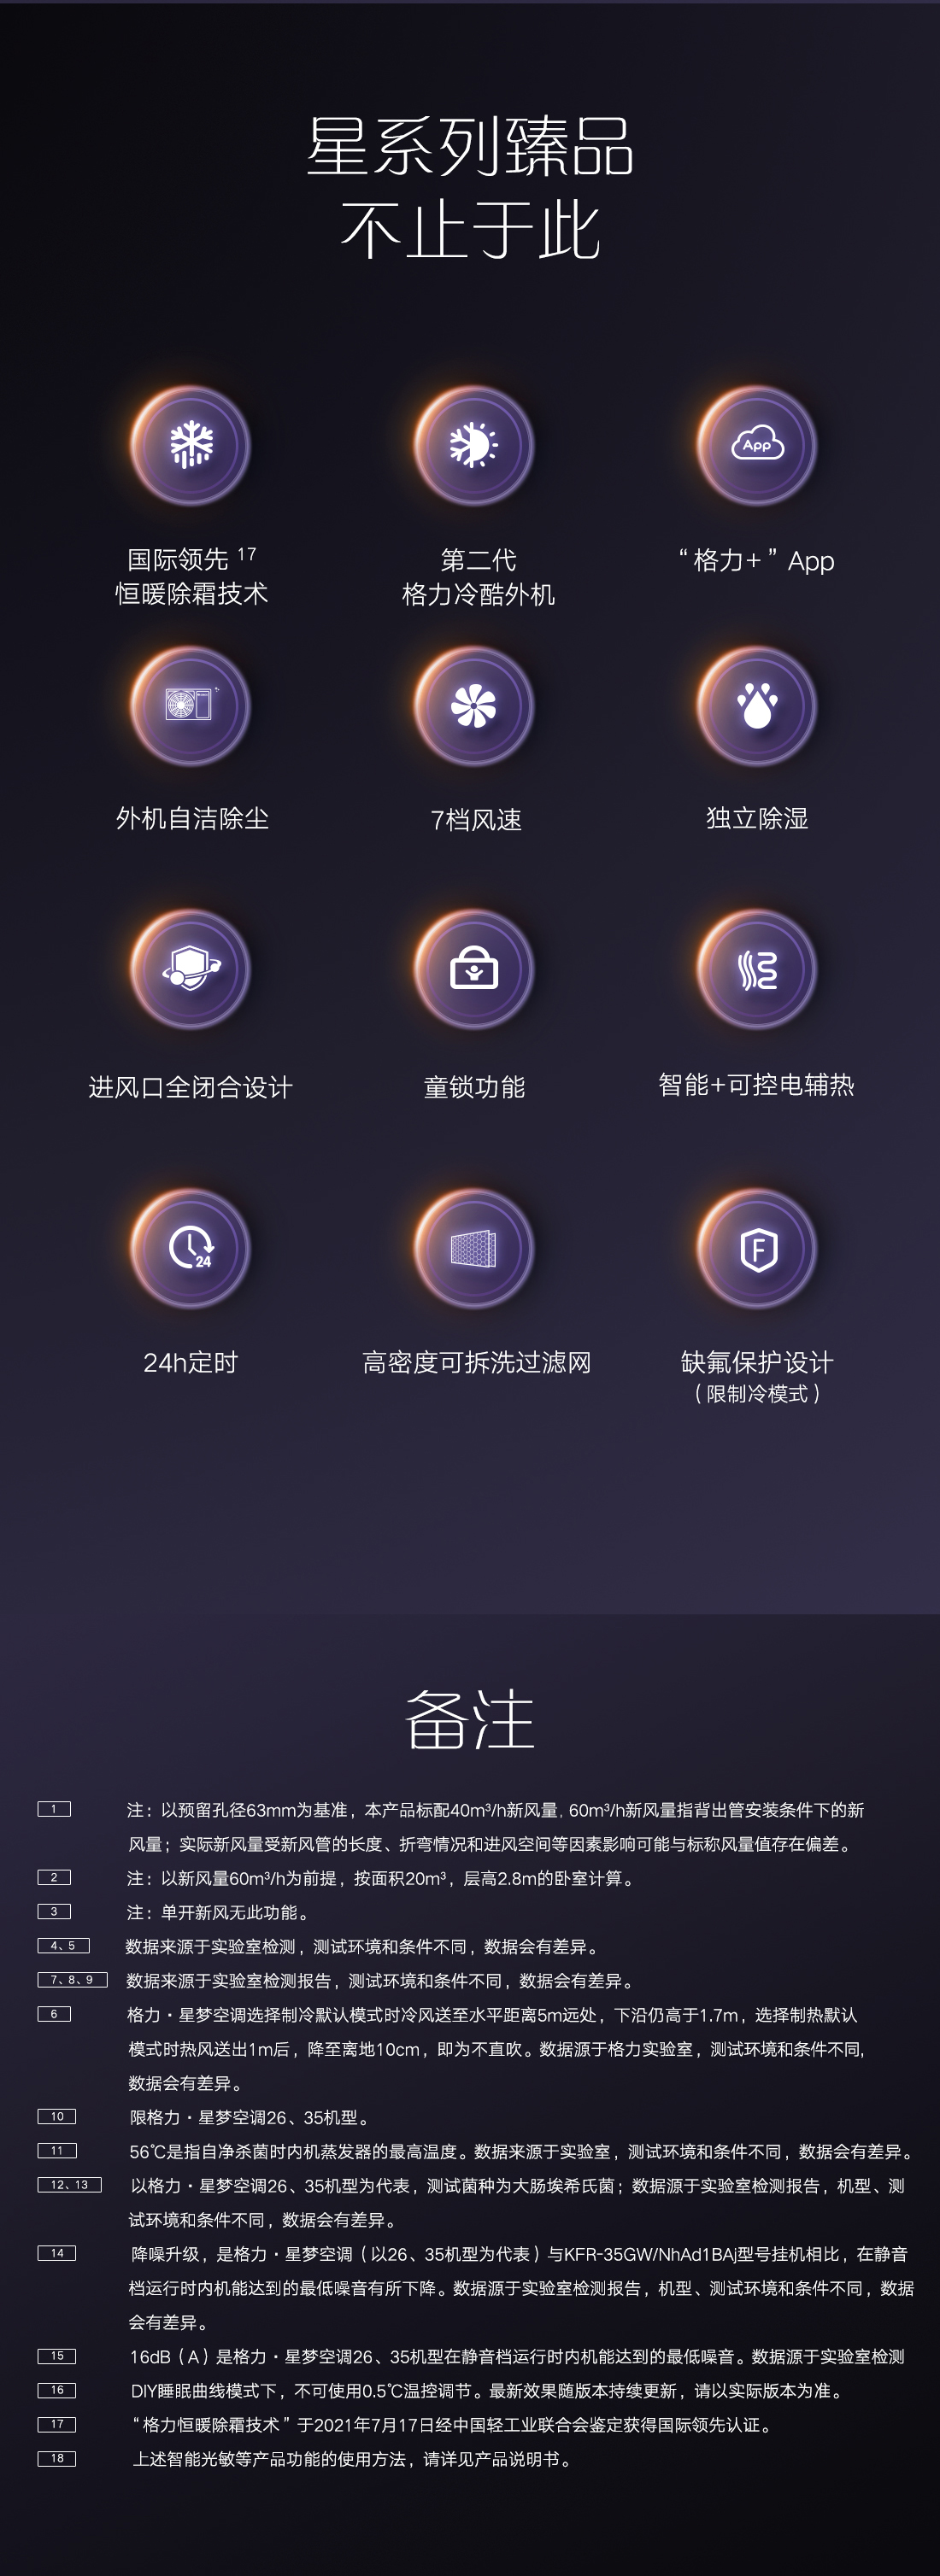 星系列臻品
不止于此
App
国际领先 17
恒暖除霜技术
第二代
格力冷酷外机
“格力+”App
外机自洁除尘
7档风速
独立除湿
进风口全闭合设计
童锁功能
智能+可控电辅热
24
F
24h定时
高密度可拆洗过滤网
缺氟保护设计
（限制冷模式）
备注
1 注：以预留孔径63mm为基准，本产品标配40m³/h新风量，60m³/h新风量指背出管安装条件下的新
风量；实际新风量受新风管的长度、折弯情况和进风空间等因素影响可能与标称风量值存在偏差。
2 注：以新风量60m³/h为前提，按面积20m³，层高2.8m的卧室计算。
3 注：单开新风无此功能。
4、5 数据来源于实验室检测，测试环境和条件不同，数据会有差异。
7、8、9 数据来源于实验室检测报告，测试环境和条件不同，数据会有差异。
6 格力·星梦空调选择制冷默认模式时冷风送至水平距离5m远处，下沿仍高于1.7m，选择制热默认
模式时热风送出1m后，降至离地10cm，即为不直吹。数据源于格力实验室，测试环境和条件不同，
数据会有差异。
10 限格力·星梦空调26、35机型。
11 56℃是指自净杀菌时内机蒸发器的最高温度。数据来源于实验室，测试环境和条件不同，数据会有差异。
12、13 以格力·星梦空调26、35机型为代表，测试菌种为大肠埃希氏菌；数据源于实验室检测报告，机型、测
试环境和条件不同，数据会有差异。
14 降噪升级，是格力·星梦空调（以26、35机型为代表）与KFR-35GW/NhAd1BAj型号挂机相比，在静音
档运行时内机能达到的最低噪音有所下降。数据源于实验室检测报告，机型、测试环境和条件不同，数据
会有差异。
15 16dB（A）是格力·星梦空调26、35机型在静音档运行时内机能达到的最低噪音。数据源于实验室检测
16 DIY睡眠曲线模式下，不可使用0.5℃温控调节。最新效果随版本持续更新，请以实际版本为准。
17 “格力恒暖除霜技术”于2021年7月17日经中国轻工业联合会鉴定获得国际领先认证。
18 上述智能光敏等产品功能的使用方法，请详见产品说明书。